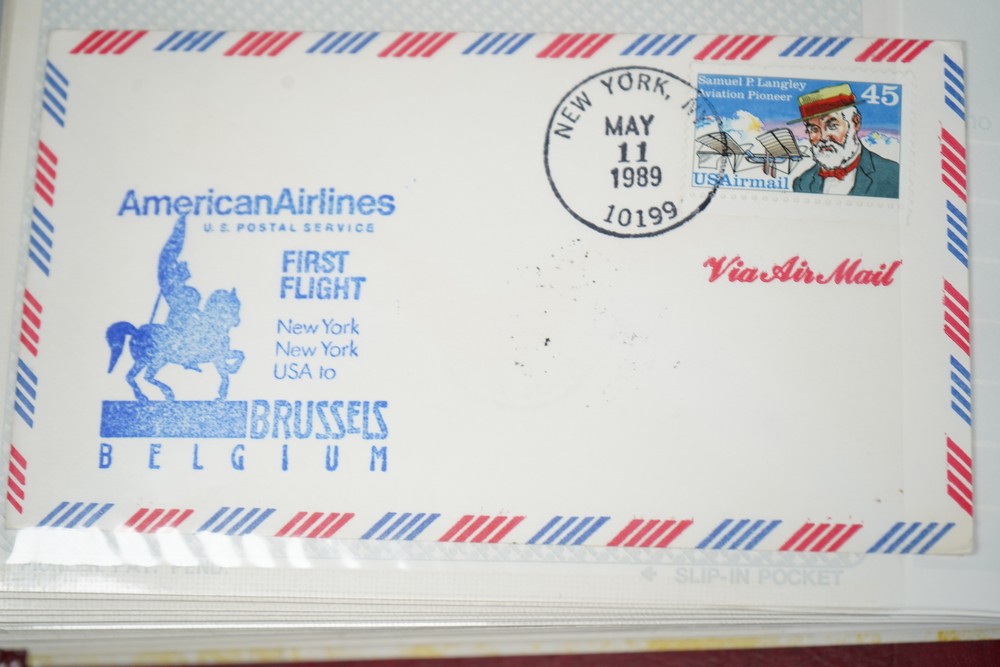 NEW YORK, NY
MAY
11
1989
10199
Samuel P. Langley
Aviation Pioneer
45
USAirmail
Via Air Mail
AmericanAirlines
U.S. POSTAL SERVICE
FIRST
FLIGHT
New York
New York
USA to
BRUSSELS
BELGIUM
SLIP-IN POCKET